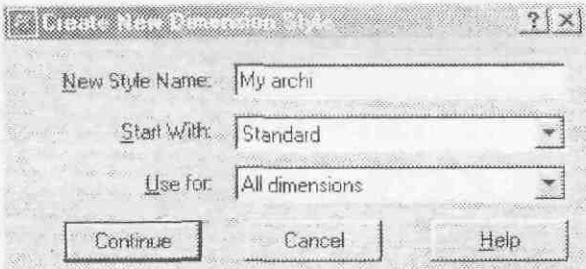 Create New Dimension Style
New Style Name: My archi
Start With: Standard
Use for: All dimensions
Continue Cancel Help